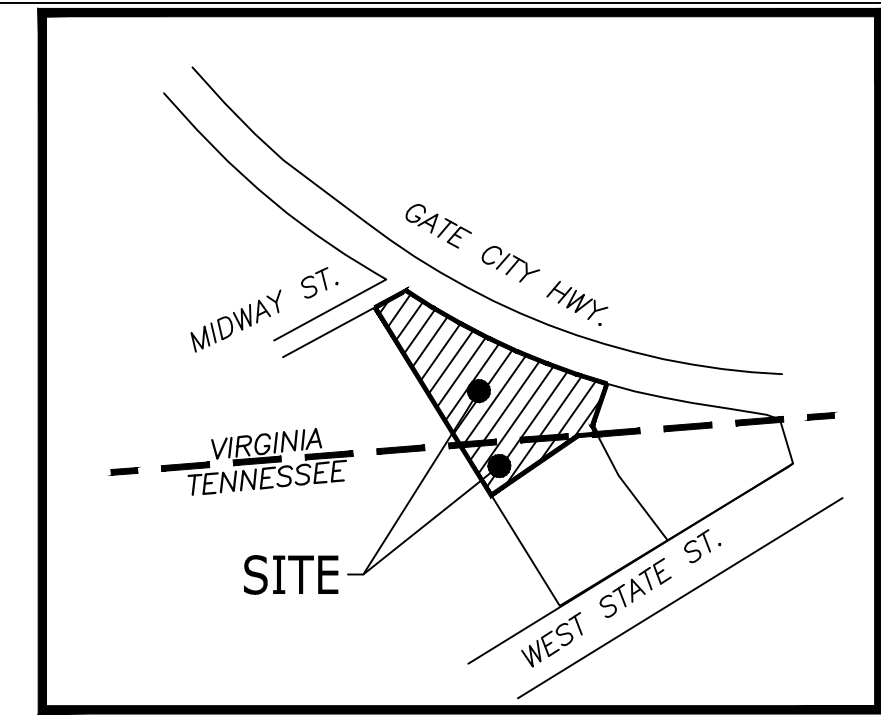 GATE CITY HWY.
MIDWAY ST.
VIRGINIA
TENNESSEE
SITE
WEST STATE ST.